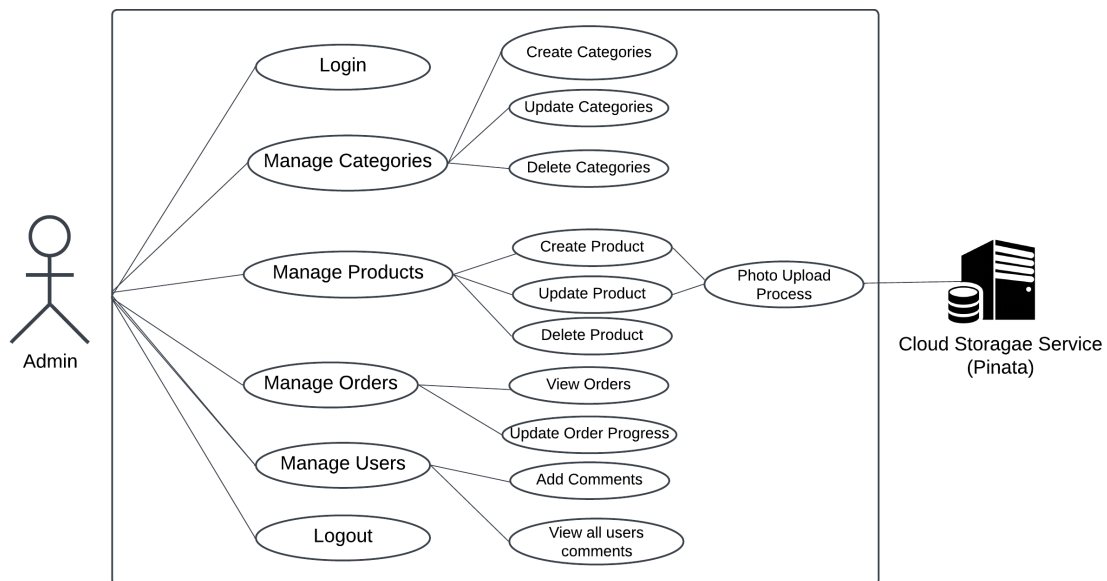 Create Categories
Login
Update Categories
Manage Categories
Delete Categories
Create Product
Manage Products
Photo Upload
Process
Update Product
Delete Product
Cloud Storagae Service
(Pinata)
Admin
Manage Orders
View Orders
Update Order Progress
Manage Users
Add Comments
Logout
View all users
comments